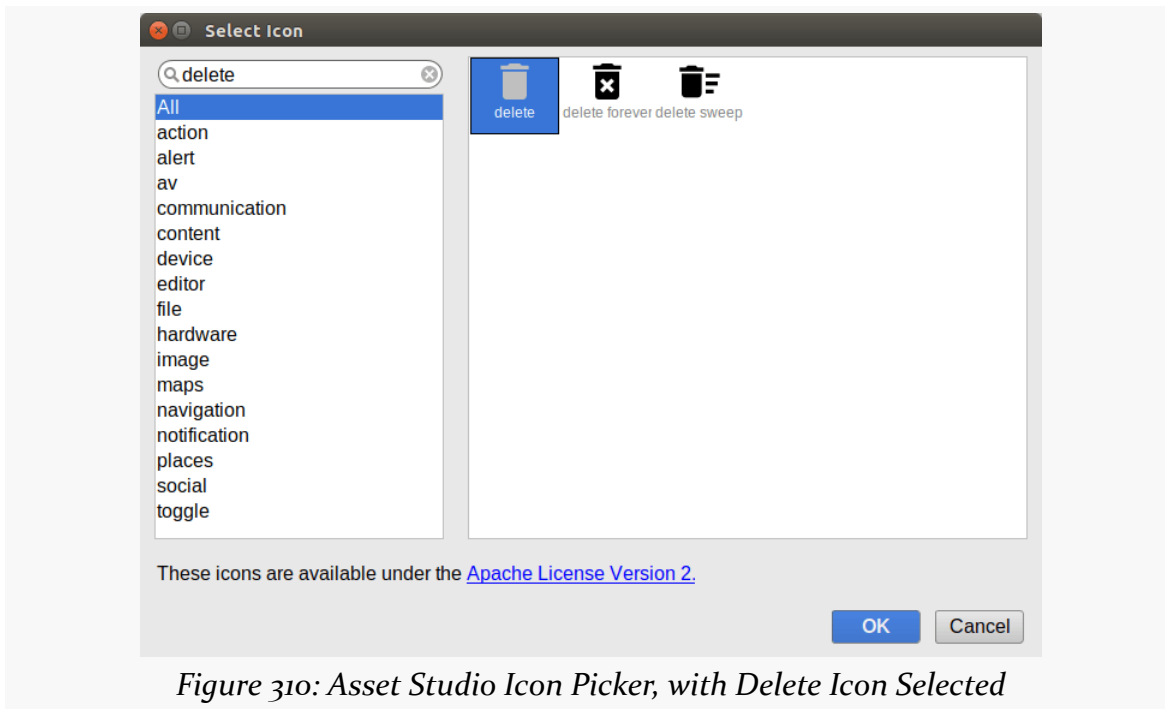 Select Icon
delete
All
action
alert
av
communication
content
device
editor
file
hardware
image
maps
navigation
notification
places
social
toggle
delete delete forever delete sweep
These icons are available under the Apache License Version 2.
OK Cancel
Figure 310: Asset Studio Icon Picker, with Delete Icon Selected